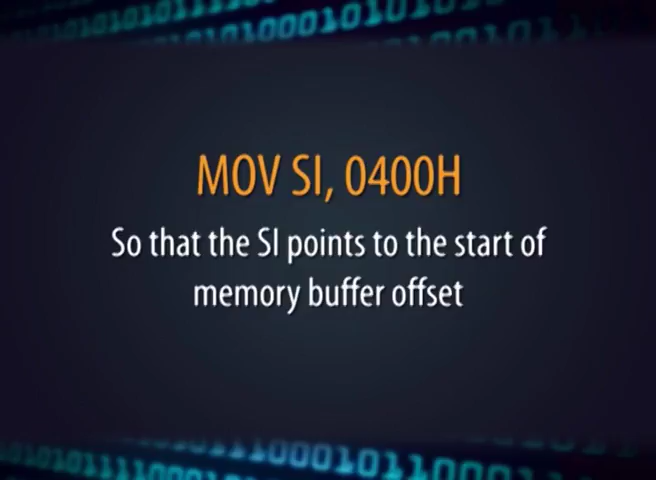 MOV SI, 0400H
So that the SI points to the start of
memory buffer offset